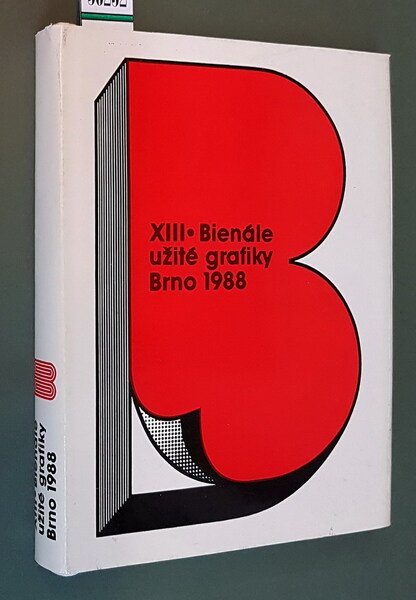 XIII • Bienále
užité grafiky
Brno 1988
užité grafiky
Brno 1988